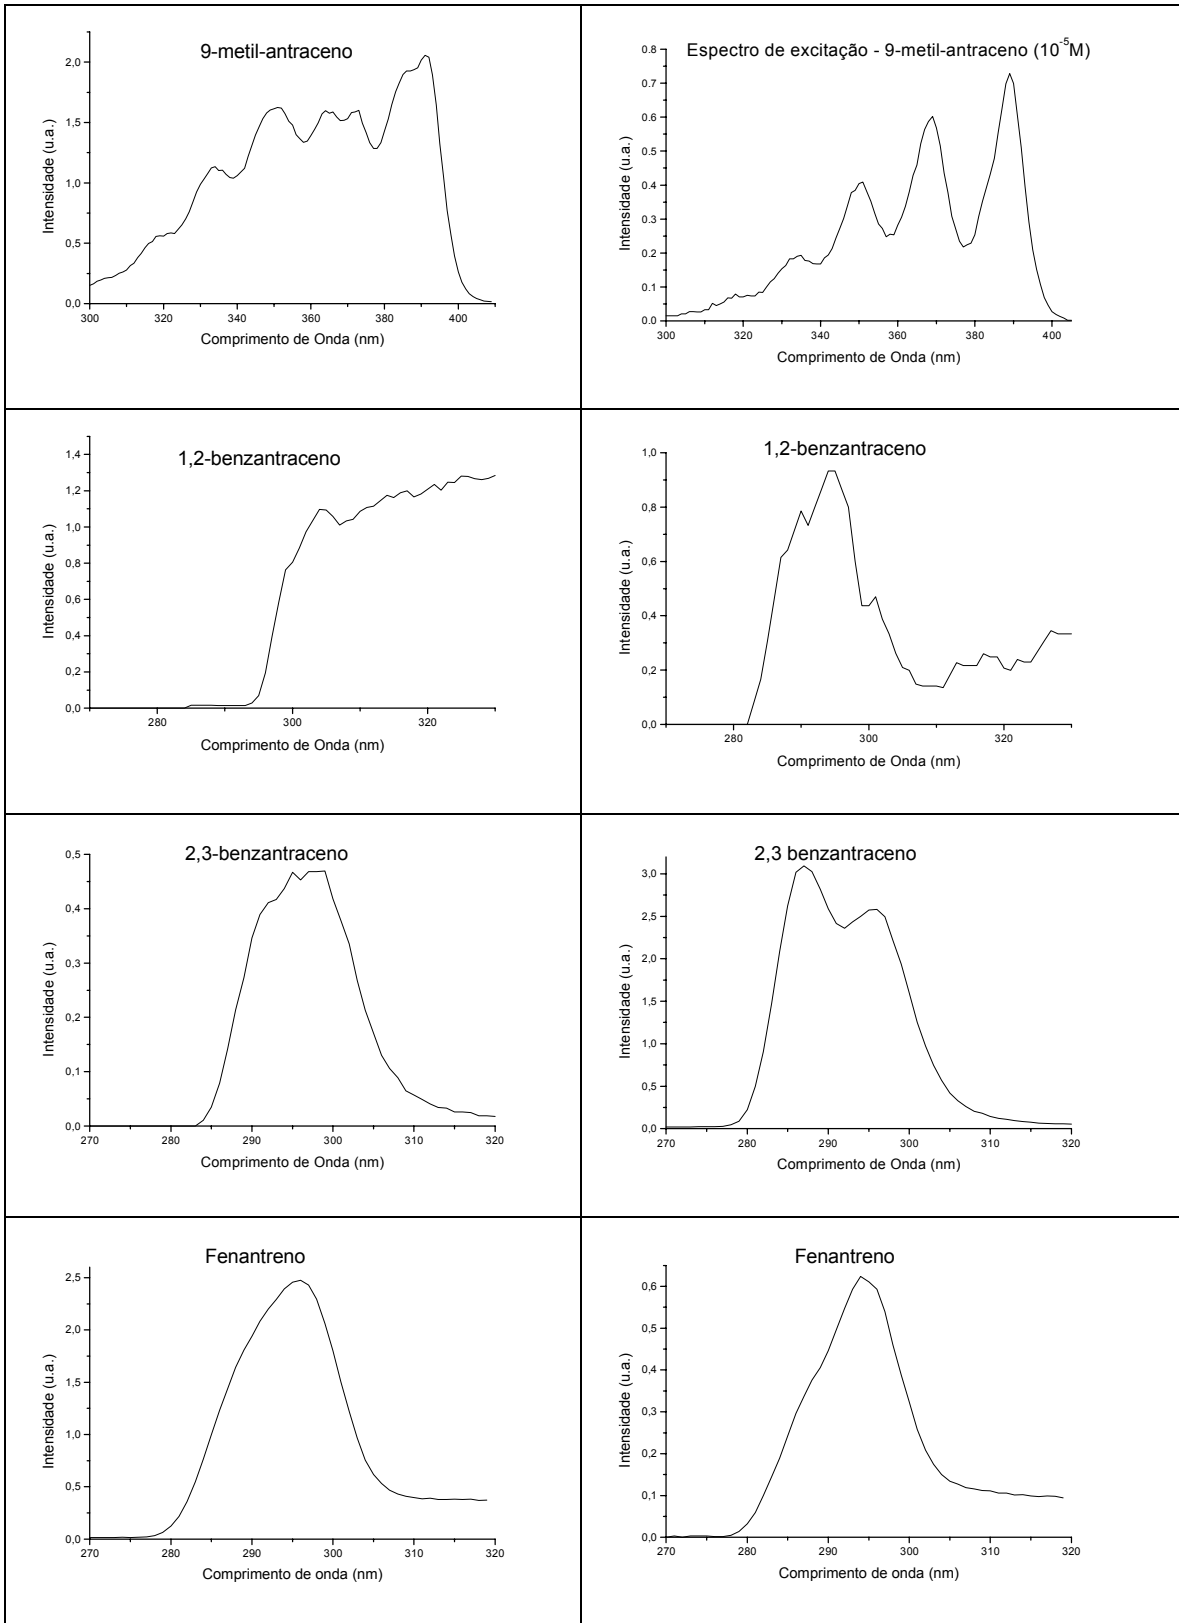 9-metil-antraceno
2,0
1,5
1,0
0,5
0,0
300 320 340 360 380 400
Intensidade (u.a.)
Comprimento de Onda (nm)
Espectro de excitação - 9-metil-antraceno (10⁻⁵M)
0.8
0.7
0.6
0.5
0.4
0.3
0.2
0.1
0.0
300 320 340 360 380 400
Intensidade (u.a.)
Comprimento de Onda (nm)
1,2-benzantraceno
1,4
1,2
1,0
0,8
0,6
0,4
0,2
0,0
280 300 320
Intensidade (u.a.)
Comprimento de Onda (nm)
1,2-benzantraceno
1,0
0,8
0,6
0,4
0,2
0,0
280 300 320
Intensidade (u.a.)
Comprimento de Onda (nm)
2,3-benzantraceno
0,5
0,4
0,3
0,2
0,1
0,0
270 280 290 300 310 320
Intensidade (u.a.)
Comprimento de Onda (nm)
2,3 benzantraceno
3,0
2,5
2,0
1,5
1,0
0,5
0,0
270 280 290 300 310 320
Intensidade (u.a.)
Comprimento de Onda (nm)
Fenantreno
2,5
2,0
1,5
1,0
0,5
0,0
270 280 290 300 310 320
Intensidade (u.a.)
Comprimento de onda (nm)
Fenantreno
0,6
0,5
0,4
0,3
0,2
0,1
0,0
270 280 290 300 310 320
Intensidade (u.a.)
Comprimento de onda (nm)